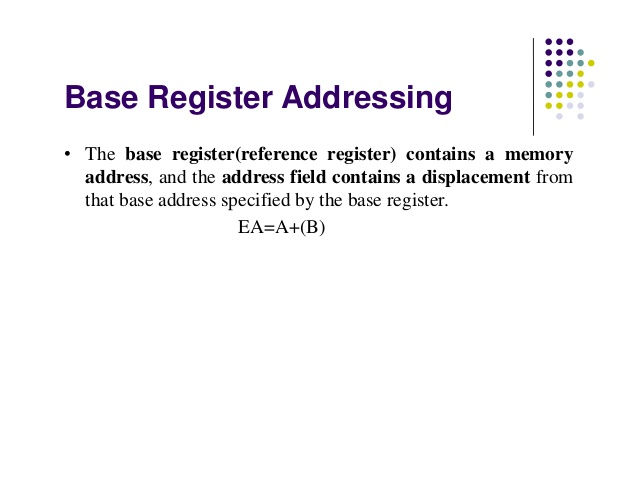 Base Register Addressing
• The base register(reference register) contains a memory
address, and the address field contains a displacement from
that base address specified by the base register.
EA=A+(B)